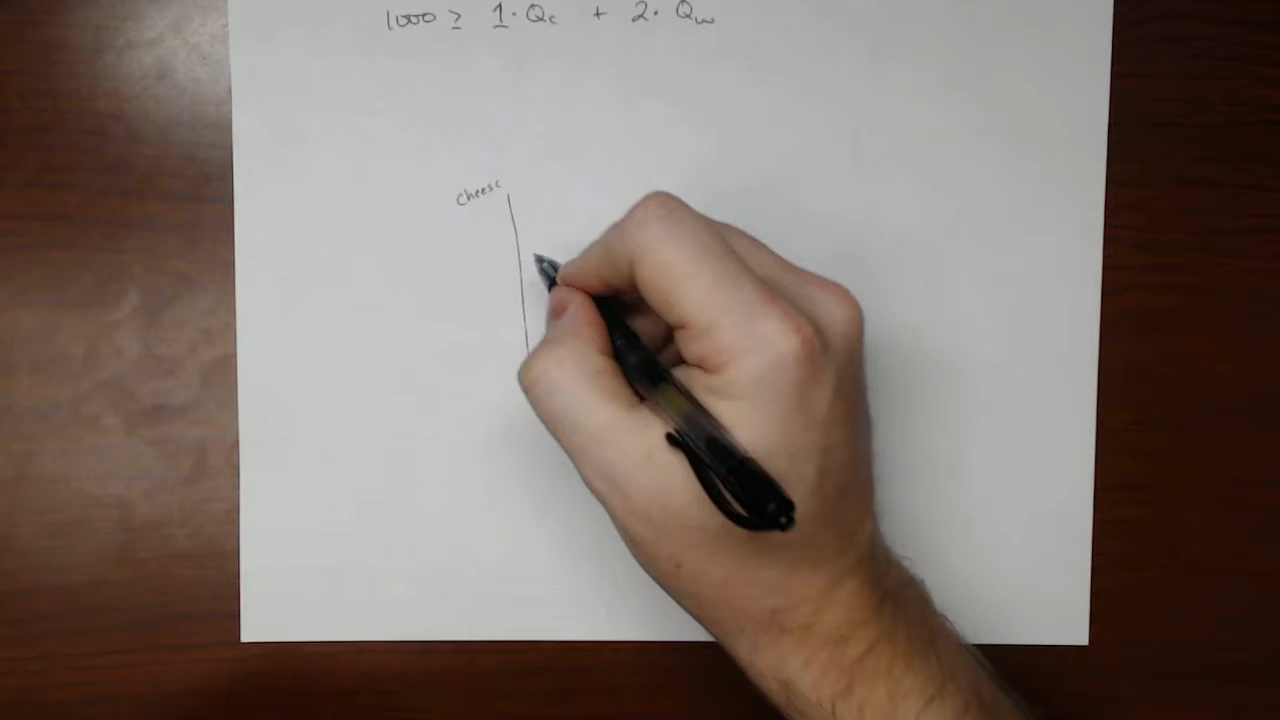 1000 ≥ 1 · Qc + 2 · Qw
Cheese